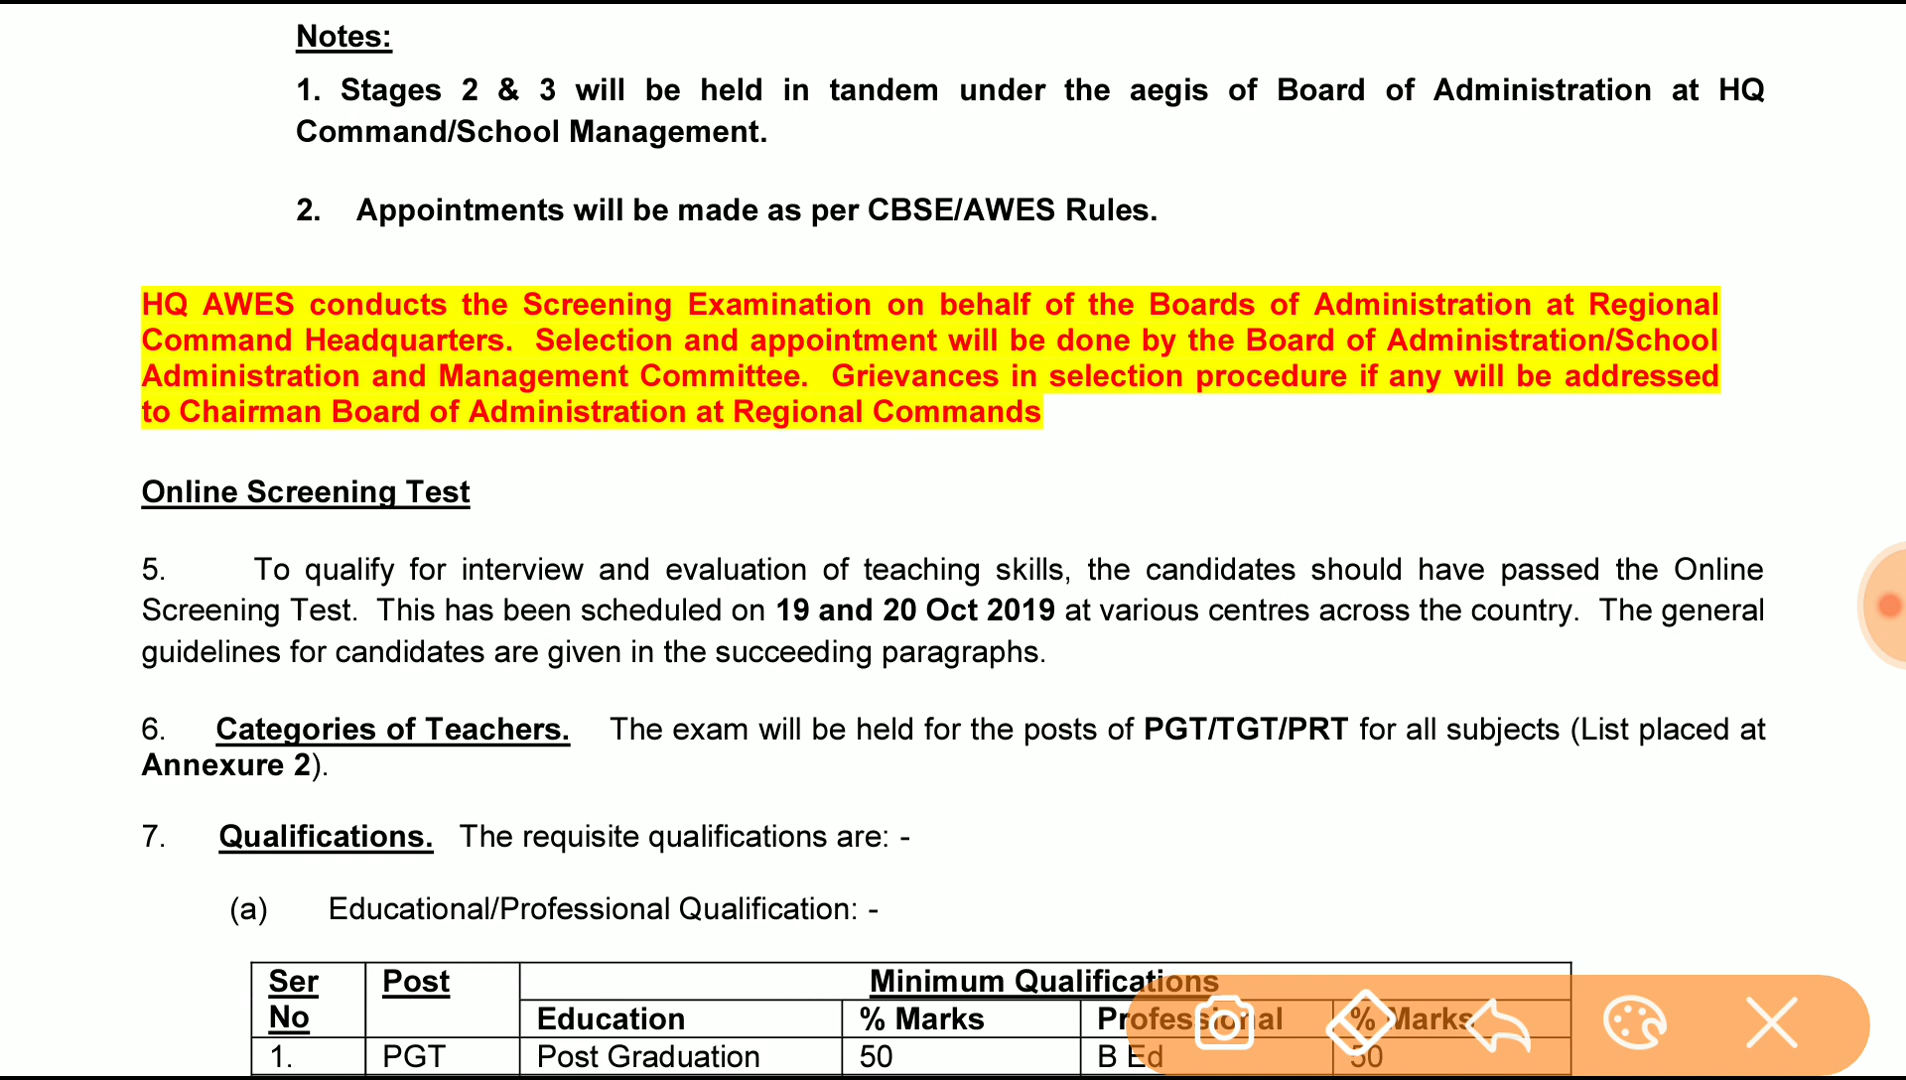 Notes:
1. Stages 2 & 3 will be held in tandem under the aegis of Board of Administration at HQ
Command/School Management.
2. Appointments will be made as per CBSE/AWES Rules.
HQ AWES conducts the Screening Examination on behalf of the Boards of Administration at Regional
Command Headquarters. Selection and appointment will be done by the Board of Administration/School
Administration and Management Committee. Grievances in selection procedure if any will be addressed
to Chairman Board of Administration at Regional Commands
Online Screening Test
5. To qualify for interview and evaluation of teaching skills, the candidates should have passed the Online
Screening Test. This has been scheduled on 19 and 20 Oct 2019 at various centres across the country. The general
guidelines for candidates are given in the succeeding paragraphs.
6. Categories of Teachers. The exam will be held for the posts of PGT/TGT/PRT for all subjects (List placed at
Annexure 2).
7. Qualifications. The requisite qualifications are: -
(a) Educational/Professional Qualification: -
Ser Post Minimum Qualifications
No Education % Marks Professional % Marks
1. PGT Post Graduation 50 B Ed 50